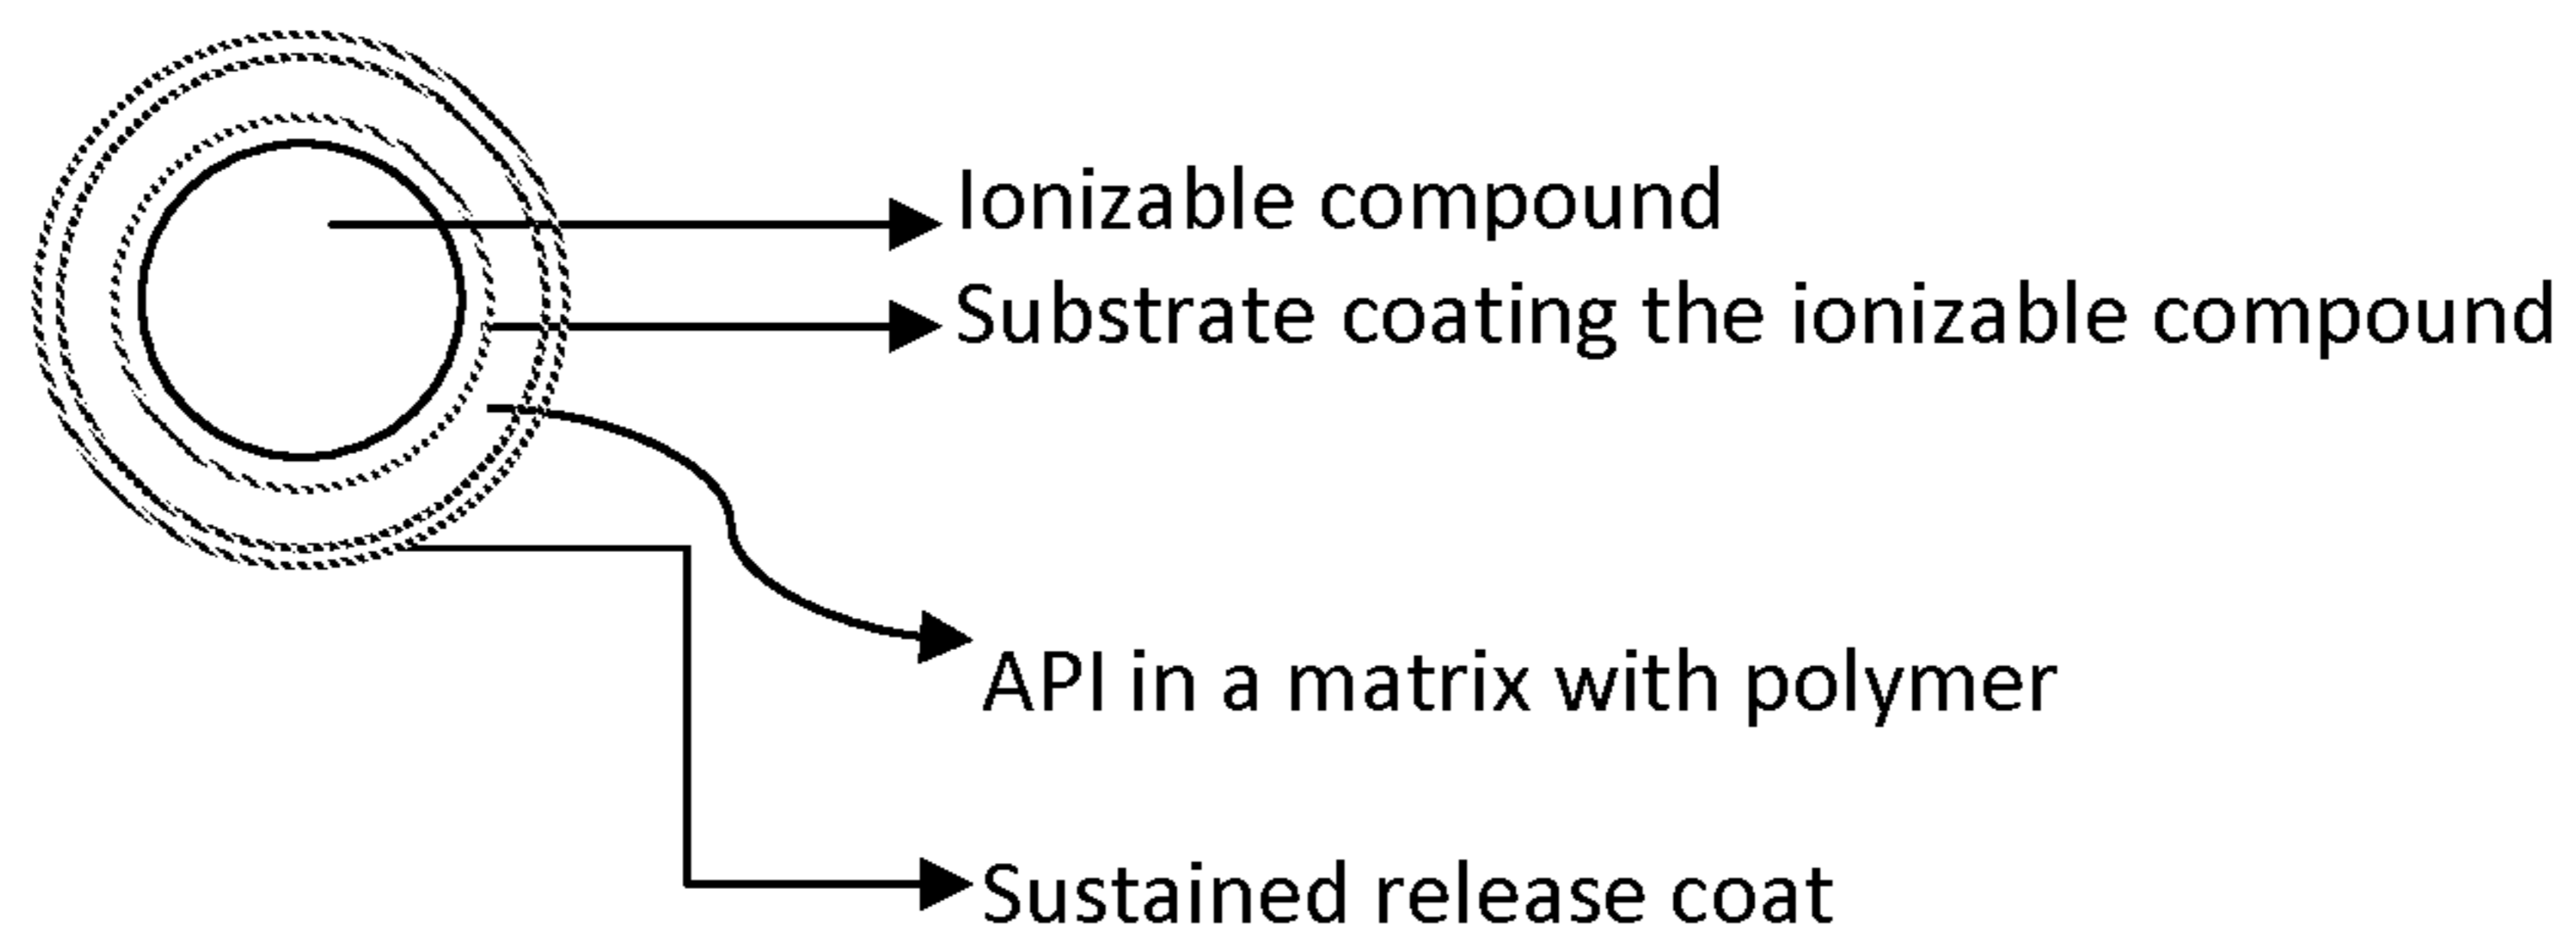 Ionizable compound
Substrate coating the ionizable compound
API in a matrix with polymer
Sustained release coat